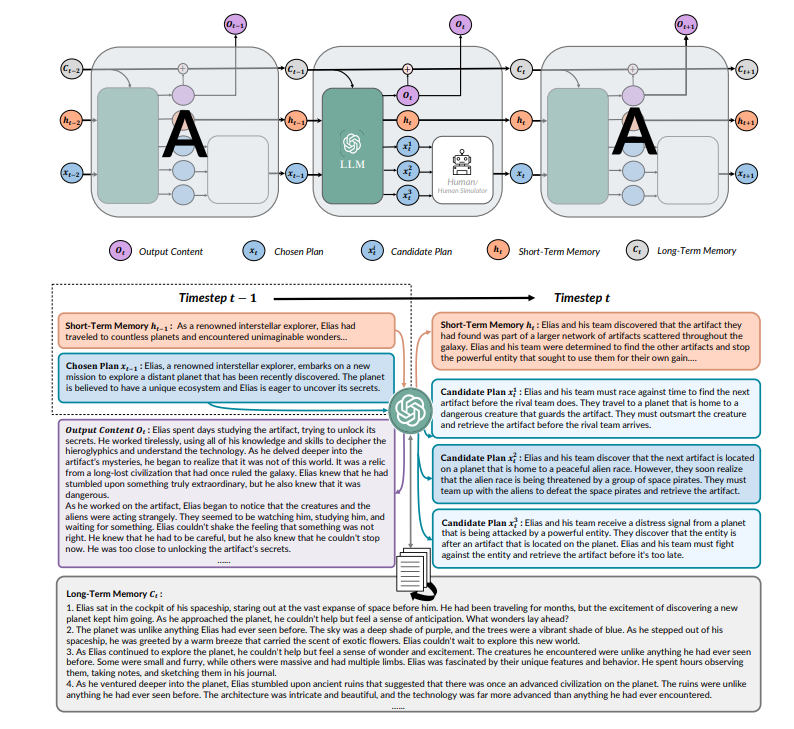 O_{t-1} O_t O_{t+1}
C_{t-2} C_{t-1} C_t C_{t+1}
O_t
h_{t-2} h_{t-1} h_t h_t h_{t+1}
A A
LLM
x_t^1
x_t^2
x_t^3
x_{t-2} x_{t-1} x_t x_{t+1}
Human/
Human Simulator
O_t Output Content x_t Chosen Plan x_t^i Candidate Plan h_t Short-Term Memory C_t Long-Term Memory
Timestep t − 1 Timestep t
Short-Term Memory h_{t-1} : As a renowned interstellar explorer, Elias had
traveled to countless planets and encountered unimaginable wonders...
Chosen Plan x_{t-1} : Elias, a renowned interstellar explorer, embarks on a new
mission to explore a distant planet that has been recently discovered. The planet
is believed to have a unique ecosystem and Elias is eager to uncover its secrets.
Output Content O_t : Elias spent days studying the artifact, trying to unlock its
secrets. He worked tirelessly, using all of his knowledge and skills to decipher the
hieroglyphics and understand the technology. As he delved deeper into the
artifact's mysteries, he began to realize that it was not of this world. It was a relic
from a long-lost civilization that had once ruled the galaxy. Elias knew that he had
stumbled upon something truly extraordinary, but he also knew that it was
dangerous.
As he worked on the artifact, Elias began to notice that the creatures and the
aliens were acting strangely. They seemed to be watching him, studying him, and
waiting for something. Elias couldn't shake the feeling that something was not
right. He knew that he had to be careful, but he also knew that he couldn't stop
now. He was too close to unlocking the artifact's secrets.
......
Short-Term Memory h_t : Elias and his team discovered that the artifact they
had found was part of a larger network of artifacts scattered throughout the
galaxy. Elias and his team were determined to find the other artifacts and stop
the powerful entity that sought to use them for their own gain....
Candidate Plan x_t^1 : Elias and his team must race against time to find the next
artifact before the rival team does. They travel to a planet that is home to a
dangerous creature that guards the artifact. They must outsmart the creature
and retrieve the artifact before the rival team arrives.
Candidate Plan x_t^2 : Elias and his team discover that the next artifact is located
on a planet that is home to a peaceful alien race. However, they soon realize
that the alien race is being threatened by a group of space pirates. They must
team up with the aliens to defeat the space pirates and retrieve the artifact.
Candidate Plan x_t^3 : Elias and his team receive a distress signal from a planet
that is being attacked by a powerful entity. They discover that the entity is
after an artifact that is located on the planet. Elias and his team must fight
against the entity and retrieve the artifact before it's too late.
Long-Term Memory C_t :
1. Elias sat in the cockpit of his spaceship, staring out at the vast expanse of space before him. He had been traveling for months, but the excitement of discovering a new
planet kept him going. As he approached the planet, he couldn't help but feel a sense of anticipation. What wonders lay ahead?
2. The planet was unlike anything Elias had ever seen before. The sky was a deep shade of purple, and the trees were a vibrant shade of blue. As he stepped out of his
spaceship, he was greeted by a warm breeze that carried the scent of exotic flowers. Elias couldn't wait to explore this new world.
3. As Elias continued to explore the planet, he couldn't help but feel a sense of wonder and excitement. The creatures he encountered were unlike anything he had ever seen
before. Some were small and furry, while others were massive and had multiple limbs. Elias was fascinated by their unique features and behavior. He spent hours observing
them, taking notes, and sketching them in his journal.
4. As he ventured deeper into the planet, Elias stumbled upon ancient ruins that suggested that there was once an advanced civilization on the planet. The ruins were unlike
anything he had ever seen before. The architecture was intricate and beautiful, and the technology was far more advanced than anything he had ever encountered.
......